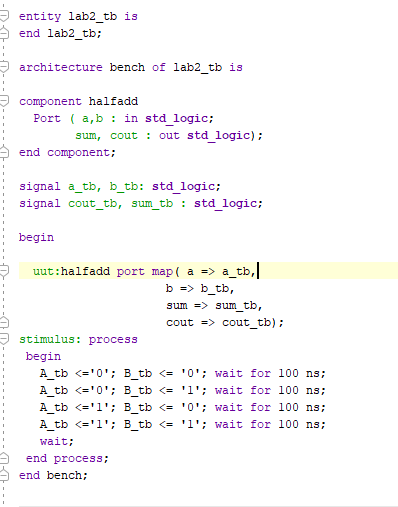 entity lab2_tb is
end lab2_tb;
architecture bench of lab2_tb is
component halfadd
Port ( a,b : in std_logic;
sum, cout : out std_logic);
end component;
signal a_tb, b_tb: std_logic;
signal cout_tb, sum_tb : std_logic;
begin
uut:halfadd port map( a => a_tb,
b => b_tb,
sum => sum_tb,
cout => cout_tb);
stimulus: process
begin
A_tb <='0'; B_tb <= '0'; wait for 100 ns;
A_tb <='0'; B_tb <= '1'; wait for 100 ns;
A_tb <='1'; B_tb <= '0'; wait for 100 ns;
A_tb <='1'; B_tb <= '1'; wait for 100 ns;
wait;
end process;
end bench;